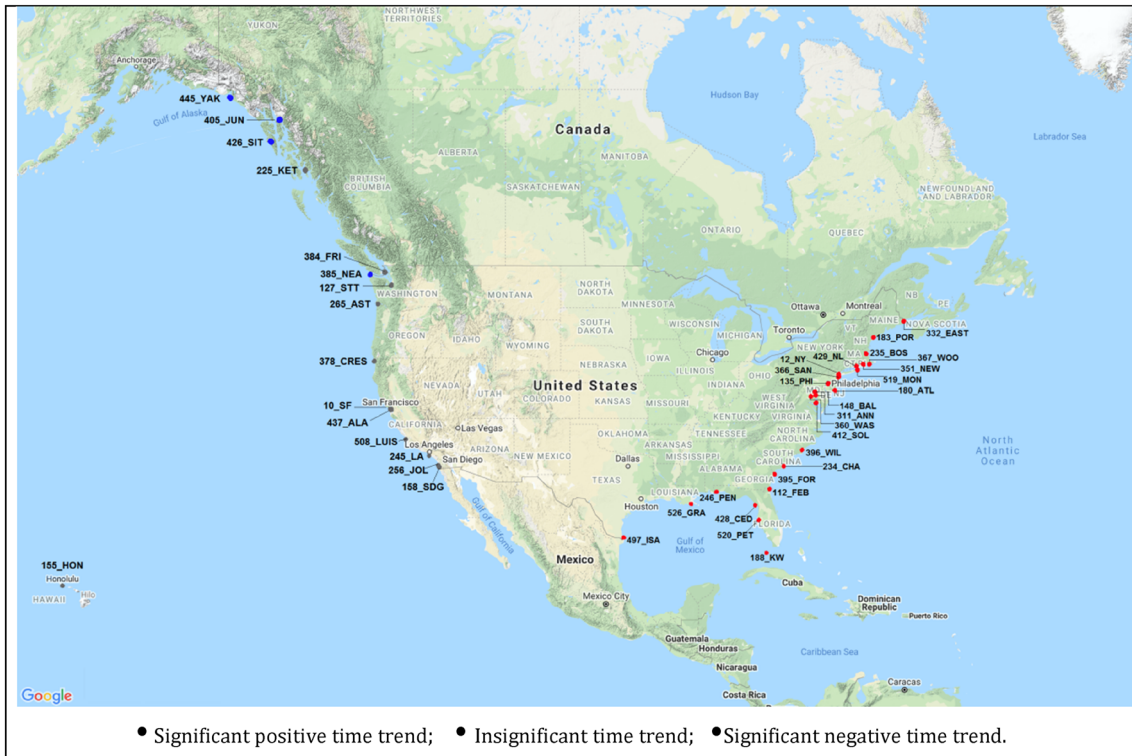 NORTHWEST
TERRITORIES
YUKON
Anchorage
445_YAK
Gulf of Alaska
405_JUN
426_SIT
225_KET
Hudson Bay
Canada
Labrador Sea
ALBERTA
MANITOBA
BRITISH
COLUMBIA
SASKATCHEWAN
NEWFOUNDLAND
AND LABRADOR
ONTARIO
QUEBEC
384_FRI
385_NEA
127_STT
265_AST
WASHINGTON
MONTANA
NORTH
DAKOTA
MINNESOTA
Ottawa
Montreal
NB
PE
MAINE
NOVA SCOTIA
332_EAST
OREGON
IDAHO
SOUTH
DAKOTA
WISCONSIN
MICHIGAN
Toronto
VT
NH
183_POR
WYOMING
378_CRES
Chicago
IOWA
NEBRASKA
ILLINOIS
INDIANA
OHIO
NEW YORK
MA
235_BOS
12_NY
429_NL
367_WOO
366_SAN
351_NEW
135_PHI
Philadelphia
519_MON
180_ATL
NEVADA
UTAH
COLORADO
United States
KANSAS
MISSOURI
WEST
VIRGINIA
DE
NJ
148_BAL
KENTUCKY
VIRGINIA
311_ANN
360_WAS
412_SOL
10_SF
San Francisco
437_ALA
CALIFORNIA
Las Vegas
508_LUIS
Los Angeles
245_LA
San Diego
256_JOL
158_SDG
ARIZONA
NEW MEXICO
OKLAHOMA
ARKANSAS
TENNESSEE
NORTH
CAROLINA
396_WIL
MISSISSIPPI
SOUTH
CAROLINA
234_CHA
Dallas
ALABAMA
GEORGIA
395_FOR
TEXAS
LOUISIANA
246_PEN
112_FEB
Houston
526_GRA
428_CED
FLORIDA
520_PET
North
Atlantic
Ocean
Gulf of California
497_ISA
Gulf of
Mexico
188_KW
Mexico
155_HON
Honolulu
HAWAII
Hilo
Mexico City
Cuba
Dominican
Republic
Puerto Rico
Guatemala
Honduras
Caribbean Sea
Nicaragua
Caracas
Costa Rica
Google
• Significant positive time trend; • Insignificant time trend; •Significant negative time trend.